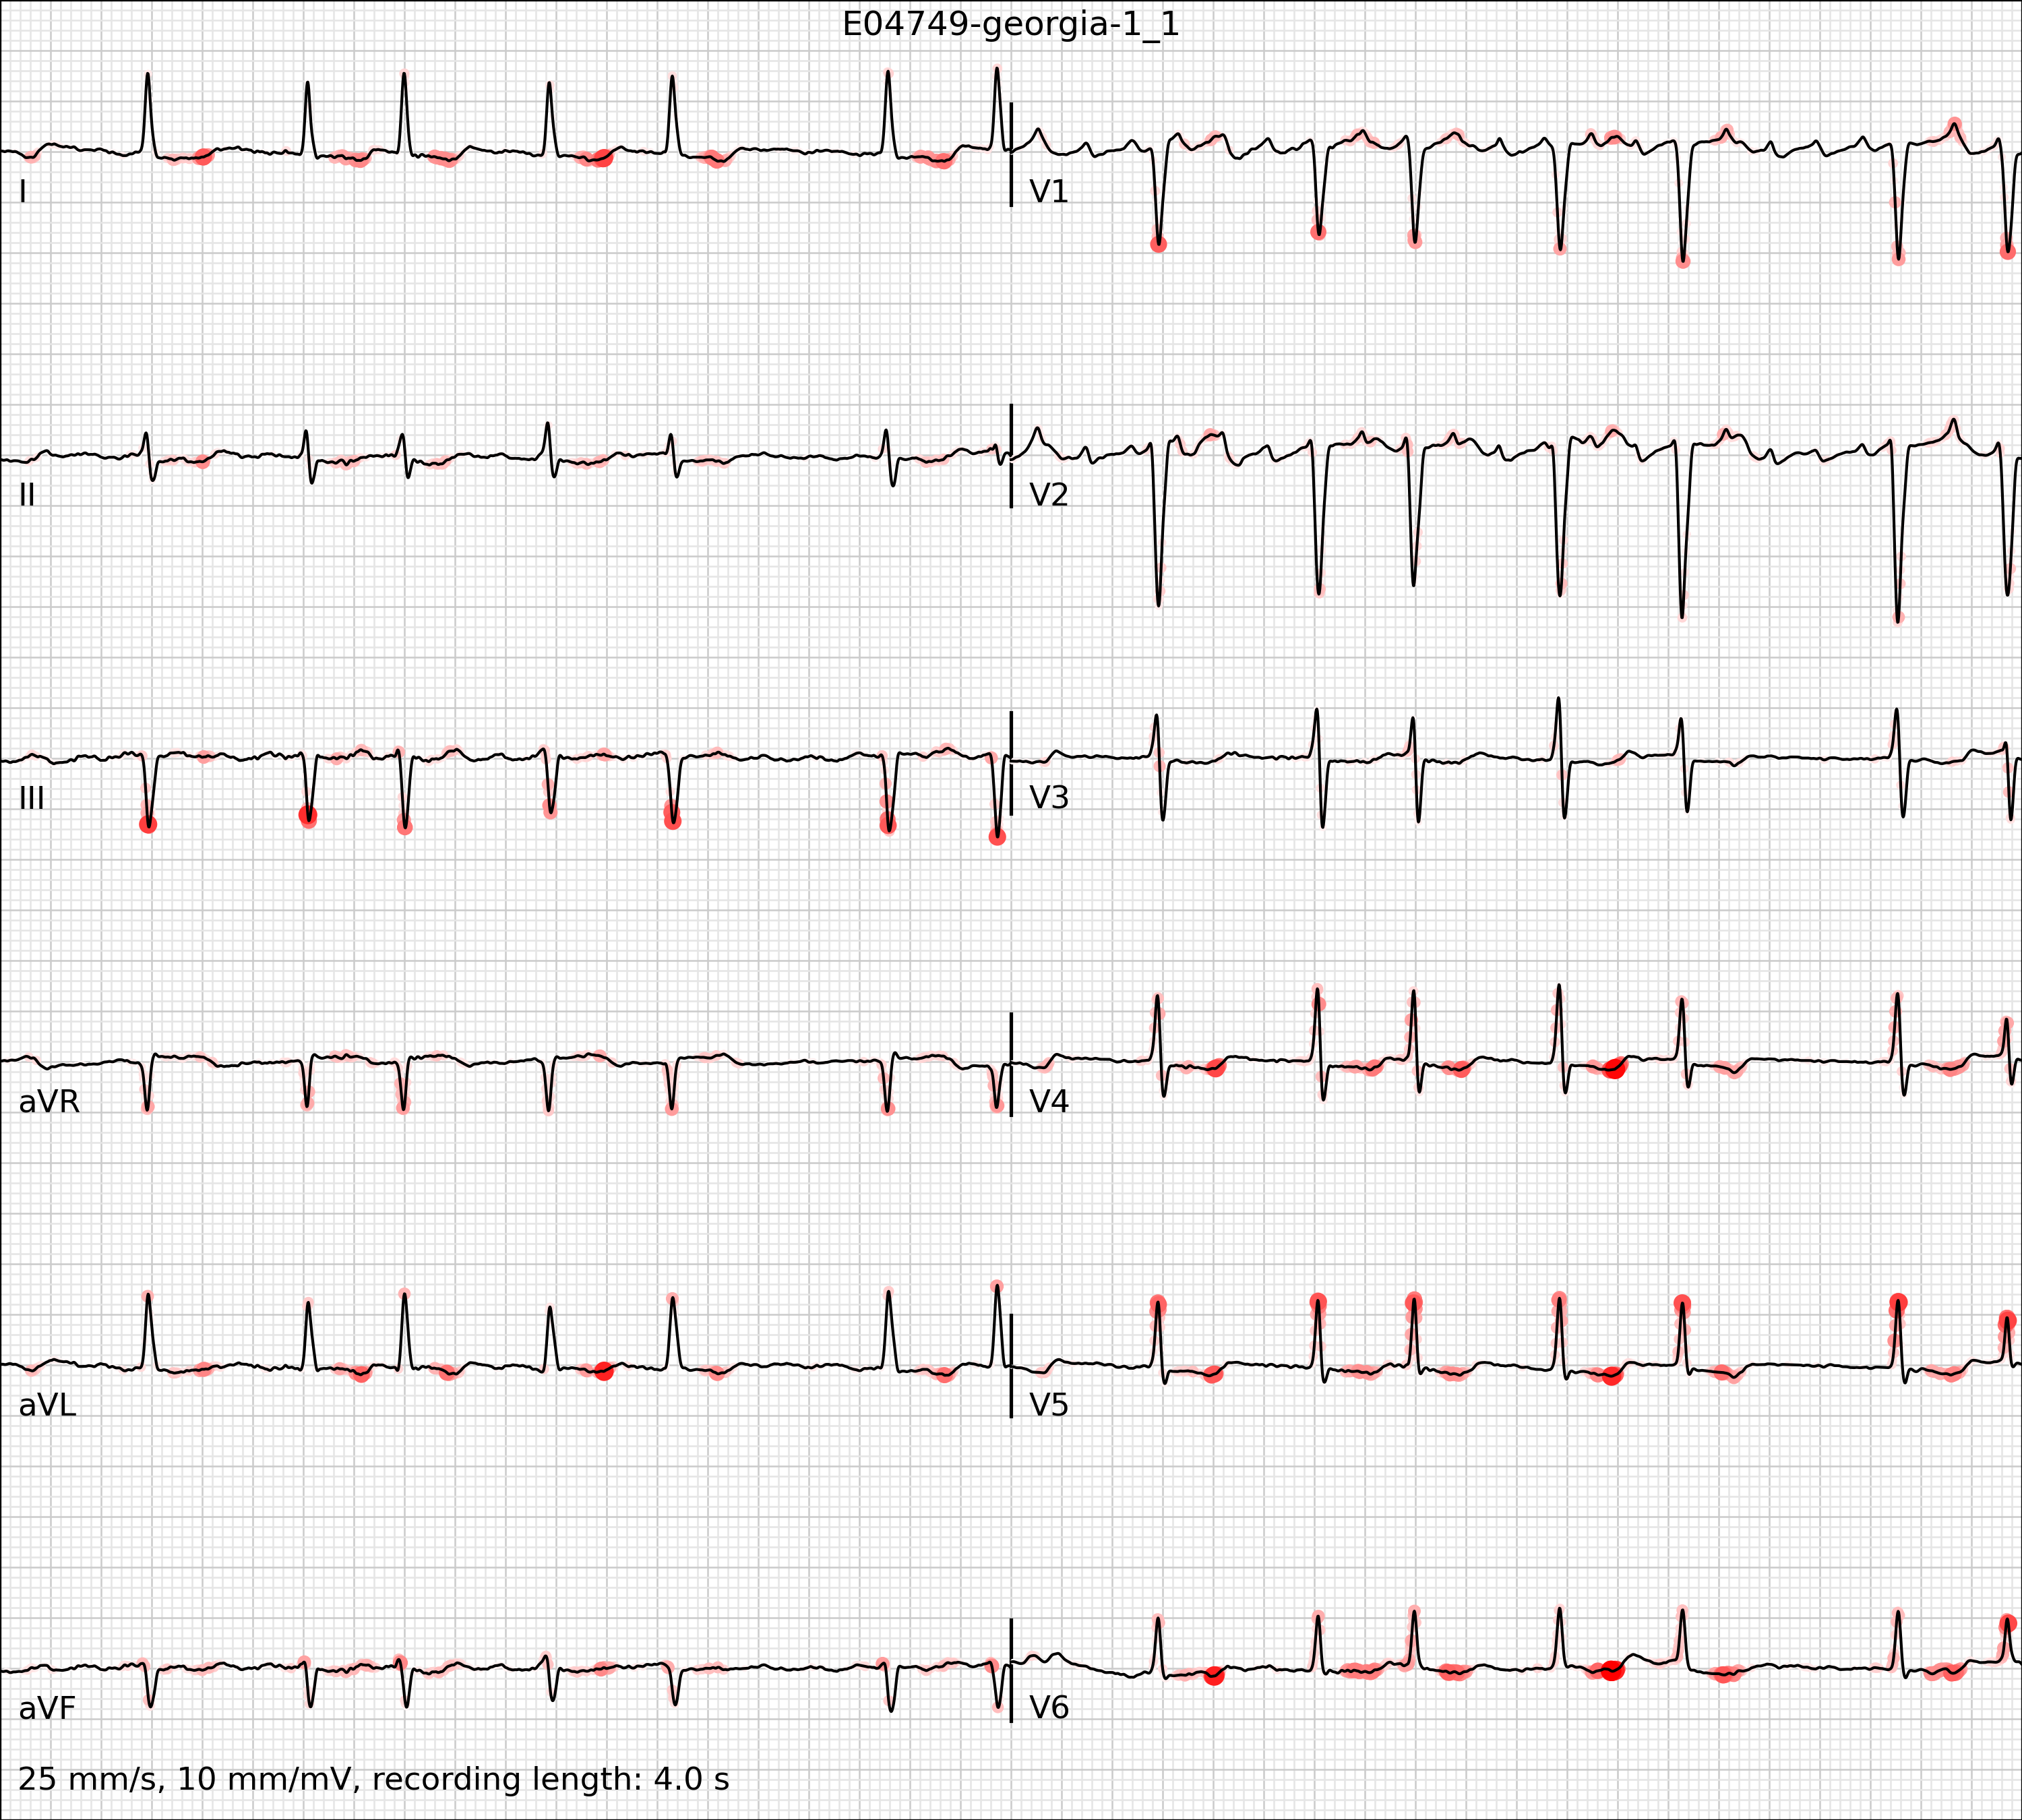 E04749-georgia-1_1
I
V1
II
V2
III
V3
aVR
V4
aVL
V5
aVF
V6
25 mm/s, 10 mm/mV, recording length: 4.0 s